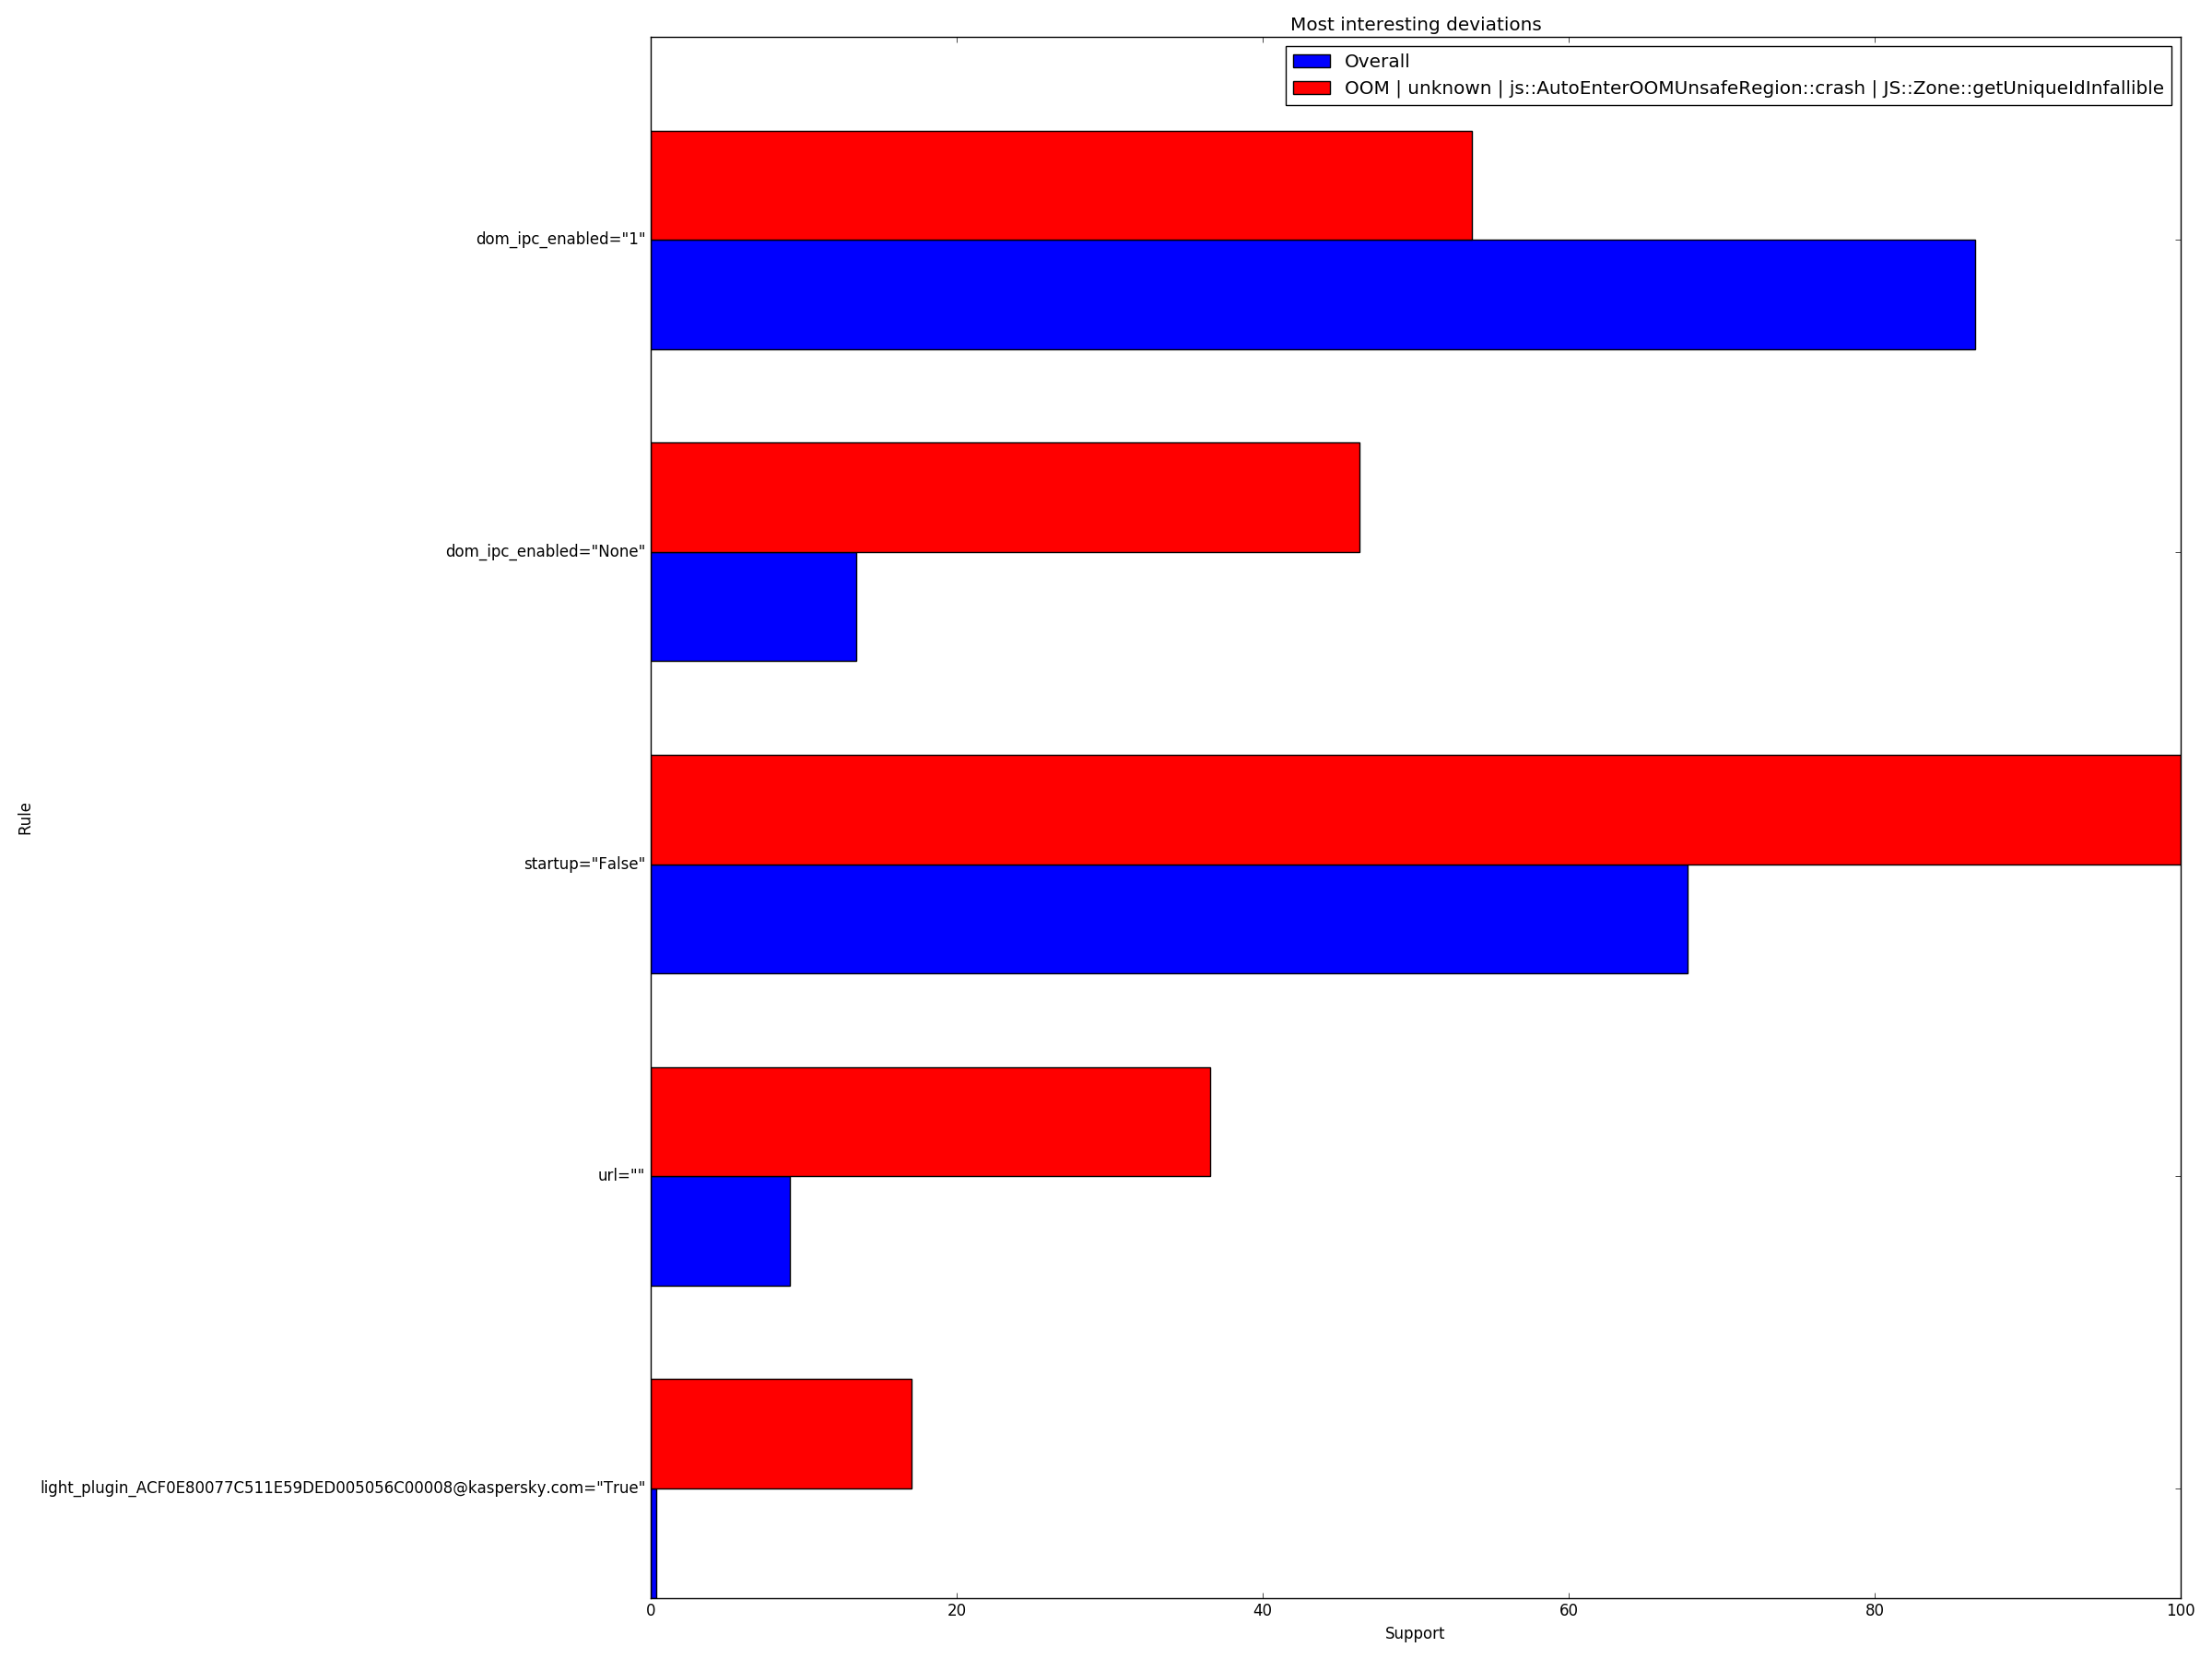 Most interesting deviations
Overall
OOM | unknown | js::AutoEnterOOMUnsafeRegion::crash | JS::Zone::getUniqueIdInfallible
dom_ipc_enabled="1"
dom_ipc_enabled="None"
startup="False"
url=""
light_plugin_ACF0E80077C511E59DED005056C00008@kaspersky.com="True"
Rule
0 20 40 60 80 100
Support